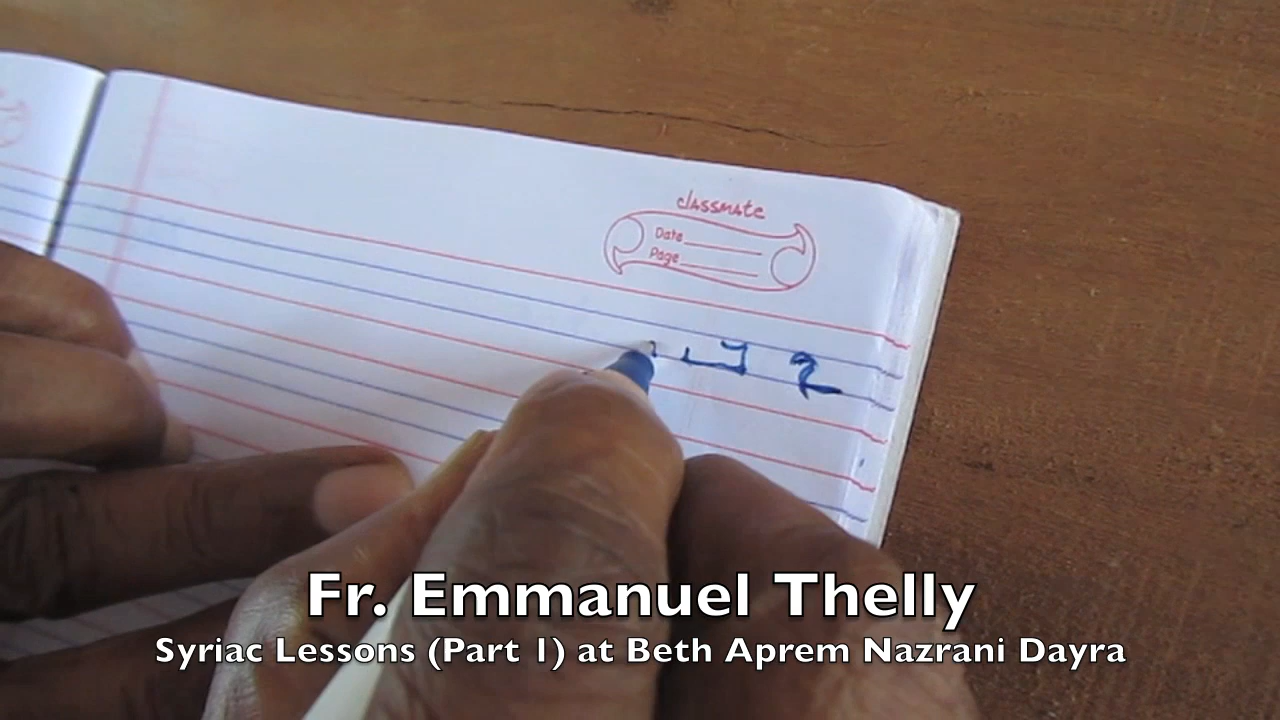 classmate
Date
Page
ܐ ܒ
Fr. Emmanuel Thelly
Syriac Lessons (Part 1) at Beth Aprem Nazrani Dayra